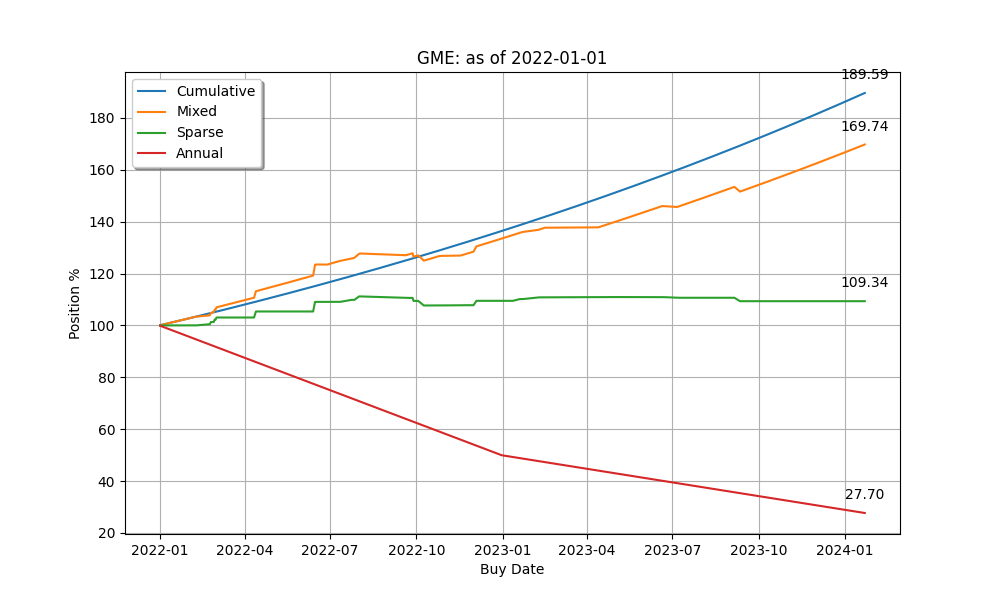 GME: as of 2022-01-01
189.59
Cumulative
Mixed
Sparse
Annual
169.74
109.34
27.70
Position %
180
160
140
120
100
80
60
40
20
2022-01 2022-04 2022-07 2022-10 2023-01 2023-04 2023-07 2023-10 2024-01
Buy Date